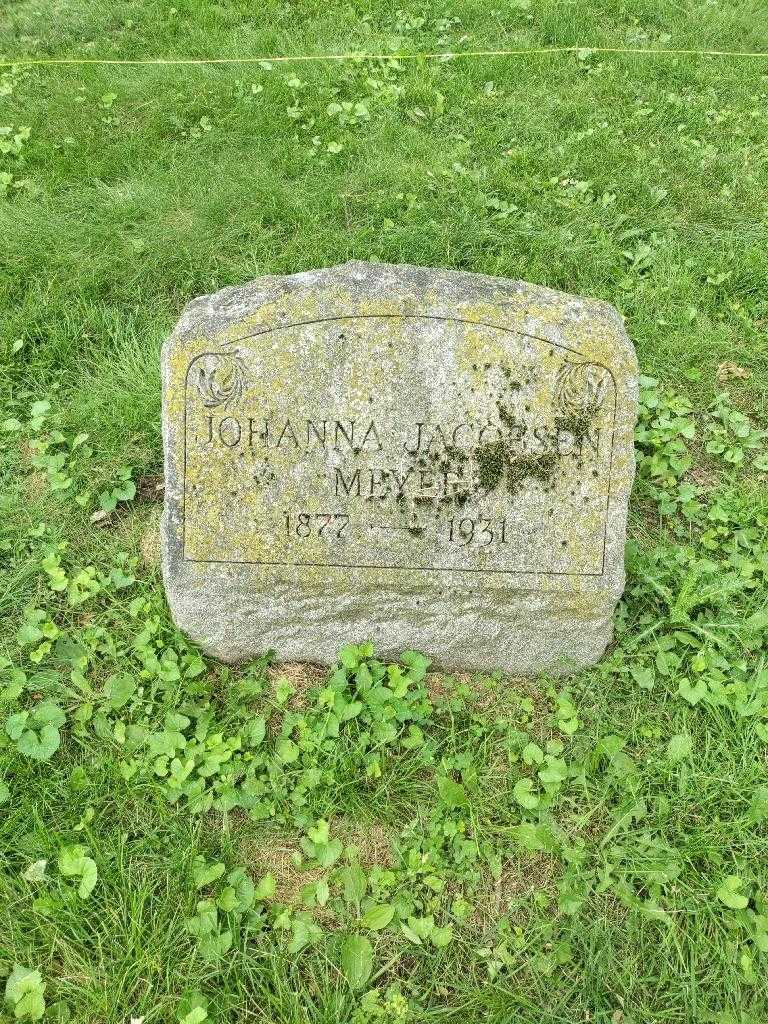 JOHANNA JACOBSEN
MEYER
1877 — 1931